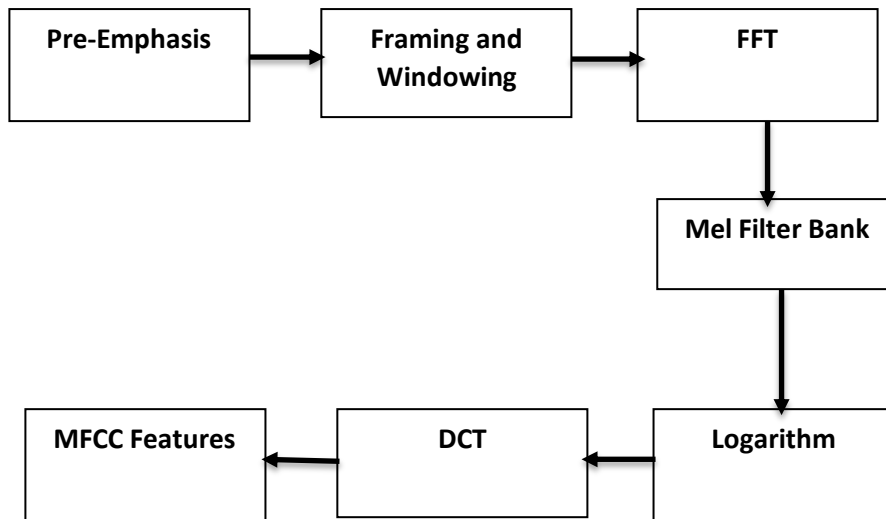 Pre-Emphasis
Framing and
Windowing
FFT
Mel Filter Bank
Logarithm
DCT
MFCC Features